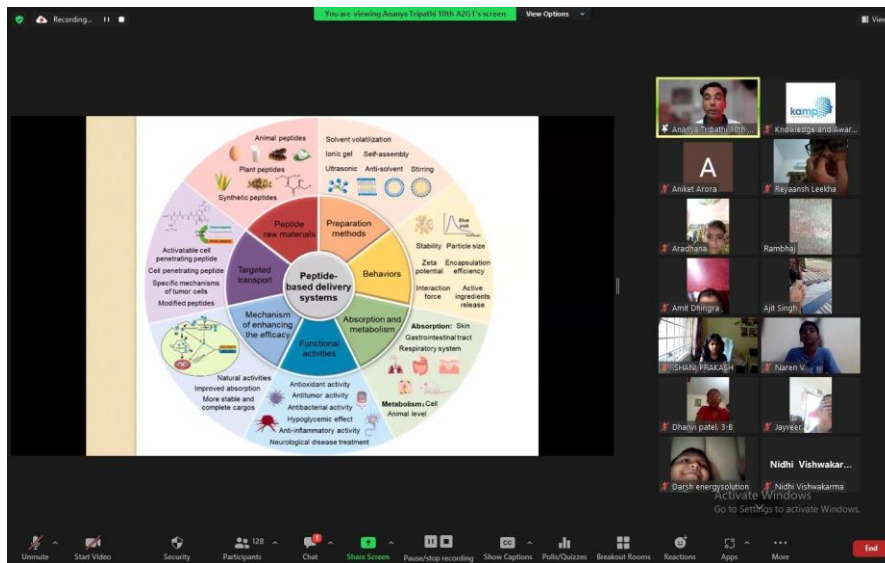 Recording...
You are viewing Ananya Tripathi 10th A2G1's screen
View Options
View
Animal peptides
Plant peptides
Synthetic peptides
Solvent volatilization
Ionic gel Self-assembly
Ultrasonic Anti-solvent Stirring
Peptide
raw materials
Preparation
methods
Blue
shift
Stability Particle size
Zeta
potential
Encapsulation
efficiency
Interaction
force
Active
ingredients
release
Activatable cell
penetrating peptide
Cell penetrating peptide
Specific mechanisms
of tumor cells
Modified peptides
Targeted
transport
Behaviors
Peptide-
based delivery
systems
Mechanism
of enhancing
the efficacy
Absorption and
metabolism
Functional
activities
Absorption: Skin
Gastrointestinal tract
Respiratory system
Metabolism: Cell
Animal level
Natural activities
Improved absorption
More stable and
complete cargos
Antioxidant activity
Antitumor activity
Antibacterial activity
Hypoglycemic effect
Anti-inflammatory activity
Neurological disease treatment
Ananya Tripathi 10th ...
kamp
Knowledge and Awar...
A
Aniket Arora
Reyaansh Leekha
Aradhana
Rambhaj
Amit Dhingra
Ajit Singh
ISHANI PRAKASH
Naren V
Dhanvi patel. 3-B
Jayveer
Darsh energysolution
Nidhi Vishwakar...
Nidhi Vishwakarma
Activate Windows
Go to Settings to activate Windows.
Unmute
Start Video
Security
128
Participants
Chat
Share Screen
Pause/stop recording
CC
Show Captions
Polls/Quizzes
Breakout Rooms
Reactions
Apps
More
End